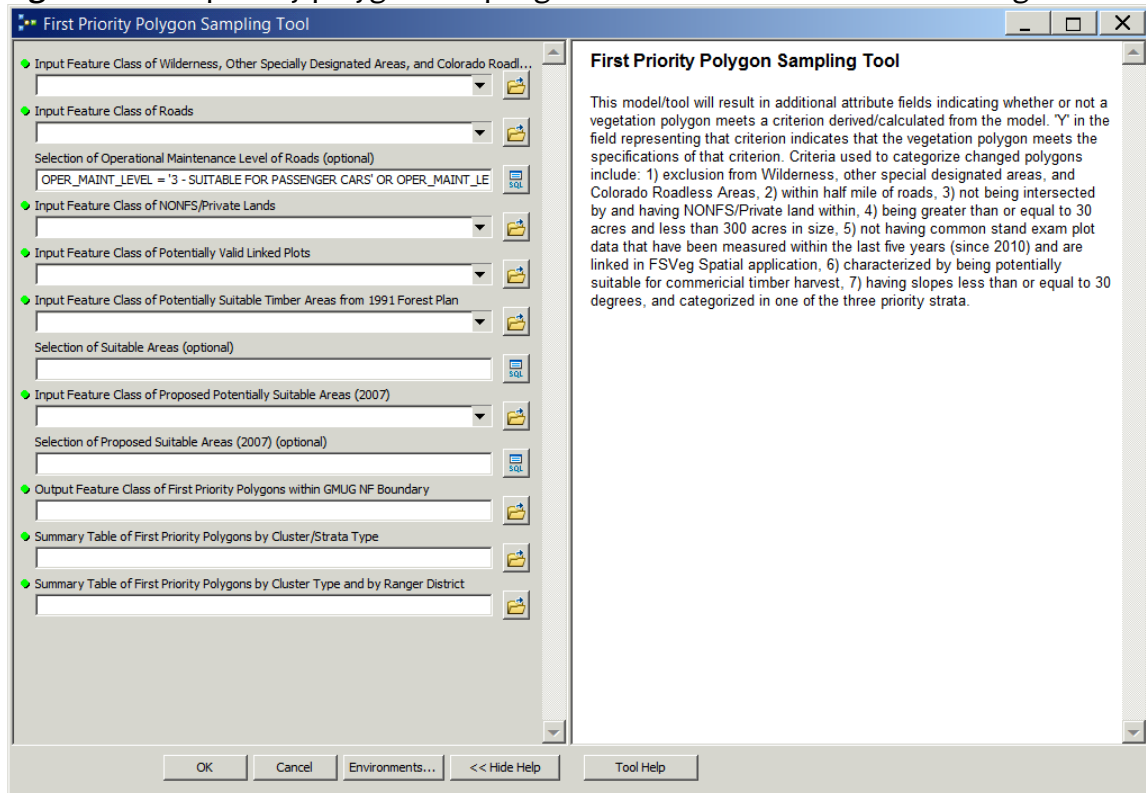 First Priority Polygon Sampling Tool
Input Feature Class of Wilderness, Other Specially Designated Areas, and Colorado Roadl...
Input Feature Class of Roads
Selection of Operational Maintenance Level of Roads (optional)
OPER_MAINT_LEVEL = '3 - SUITABLE FOR PASSENGER CARS' OR OPER_MAINT_LE
SQL
Input Feature Class of NONFS/Private Lands
Input Feature Class of Potentially Valid Linked Plots
Input Feature Class of Potentially Suitable Timber Areas from 1991 Forest Plan
Selection of Suitable Areas (optional)
SQL
Input Feature Class of Proposed Potentially Suitable Areas (2007)
Selection of Proposed Suitable Areas (2007) (optional)
SQL
Output Feature Class of First Priority Polygons within GMUG NF Boundary
Summary Table of First Priority Polygons by Cluster/Strata Type
Summary Table of First Priority Polygons by Cluster Type and by Ranger District
First Priority Polygon Sampling Tool
This model/tool will result in additional attribute fields indicating whether or not a
vegetation polygon meets a criterion derived/calculated from the model. 'Y' in the
field representing that criterion indicates that the vegetation polygon meets the
specifications of that criterion. Criteria used to categorize changed polygons
include: 1) exclusion from Wilderness, other special designated areas, and
Colorado Roadless Areas, 2) within half mile of roads, 3) not being intersected
by and having NONFS/Private land within, 4) being greater than or equal to 30
acres and less than 300 acres in size, 5) not having common stand exam plot
data that have been measured within the last five years (since 2010) and are
linked in FSVeg Spatial application, 6) characterized by being potentially
suitable for commericial timber harvest, 7) having slopes less than or equal to 30
degrees, and categorized in one of the three priority strata.
OK
Cancel
Environments...
<< Hide Help
Tool Help